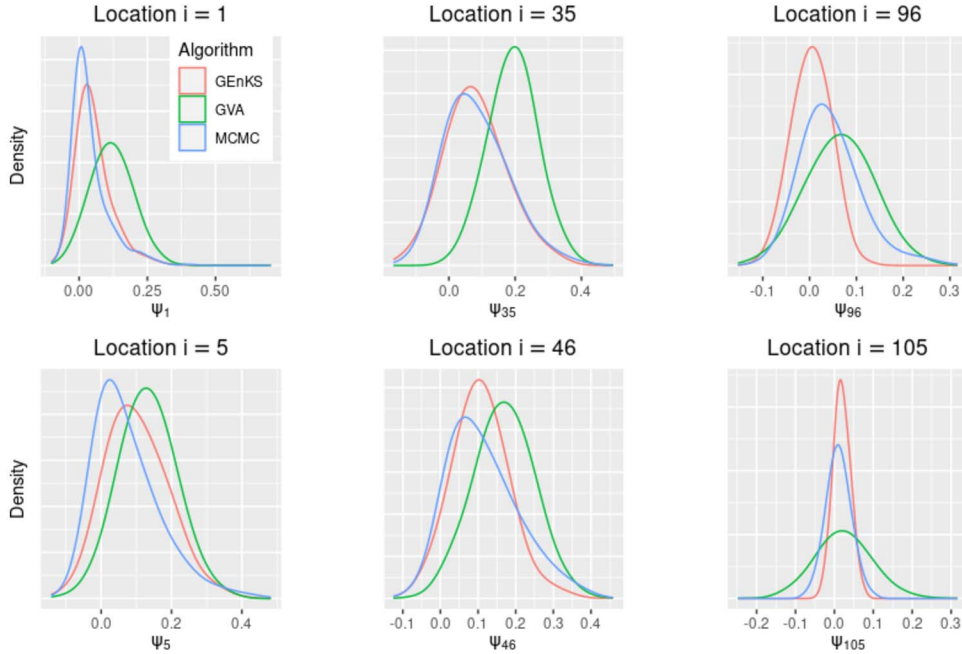 Location i = 1
Location i = 35
Location i = 96
Algorithm
GEnKS
GVA
MCMC
Density
0.00 0.25 0.50
0.0 0.2 0.4
-0.1 0.0 0.1 0.2 0.3
ψ1
ψ35
ψ96
Location i = 5
Location i = 46
Location i = 105
Density
0.0 0.2 0.4
-0.1 0.0 0.1 0.2 0.3 0.4
-0.2 -0.1 0.0 0.1 0.2 0.3
ψ5
ψ46
ψ105